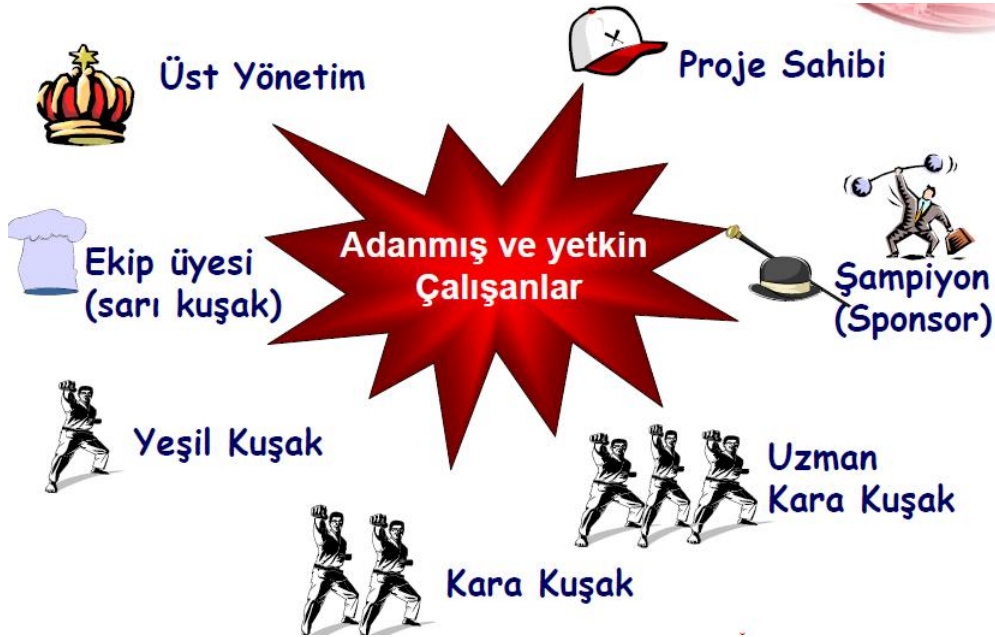 Üst Yönetim
Proje Sahibi
Adanmış ve yetkin
Çalışanlar
Ekip üyesi
(sarı kuşak)
Şampiyon
(Sponsor)
Yeşil Kuşak
Uzman
Kara Kuşak
Kara Kuşak